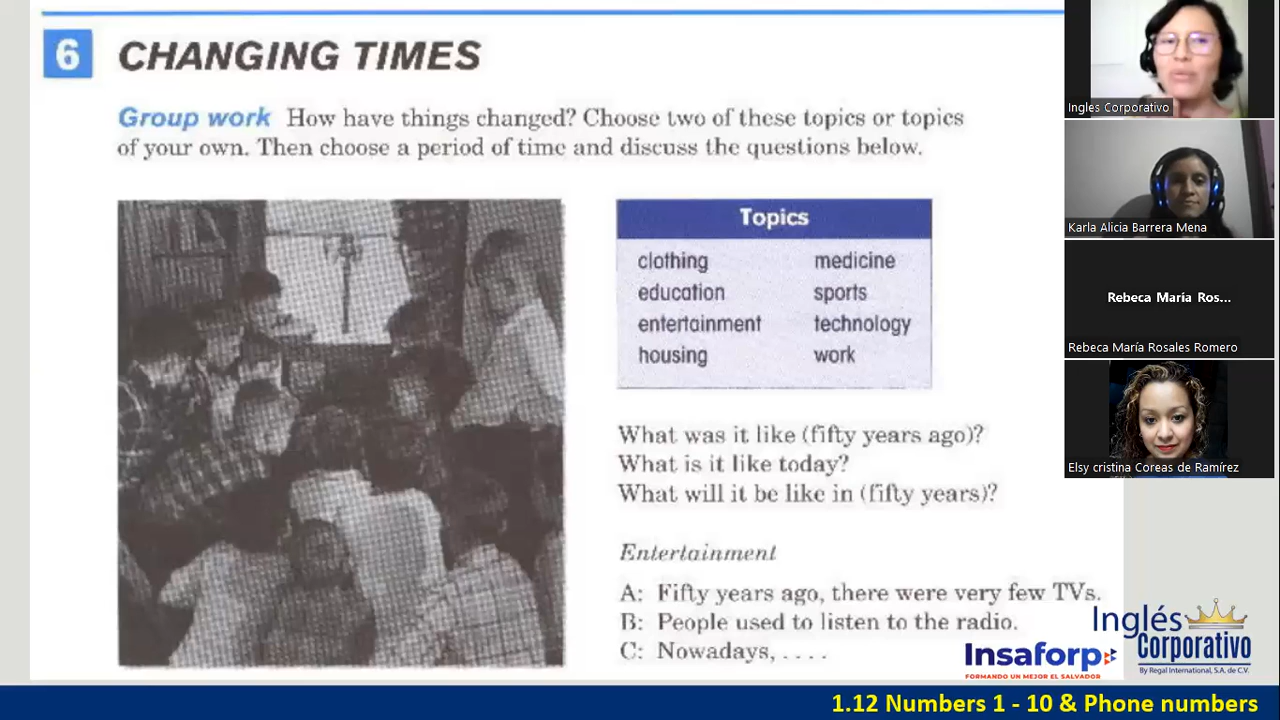 6 CHANGING TIMES
Group work How have things changed? Choose two of these topics or topics
of your own. Then choose a period of time and discuss the questions below.
Topics
clothing medicine
education sports
entertainment technology
housing work
What was it like (fifty years ago)?
What is it like today?
What will it be like in (fifty years)?
Entertainment
A: Fifty years ago, there were very few TVs.
B: People used to listen to the radio.
C: Nowadays, . . . .
Ingles Corporativo
Karla Alicia Barrera Mena
Rebeca María Ros...
Rebeca María Rosales Romero
Elsy cristina Coreas de Ramírez
Insaforp
FORMANDO UN MEJOR EL SALVADOR
Inglés
Corporativo
By Regal International, S.A. de C.V.
1.12 Numbers 1 - 10 & Phone numbers